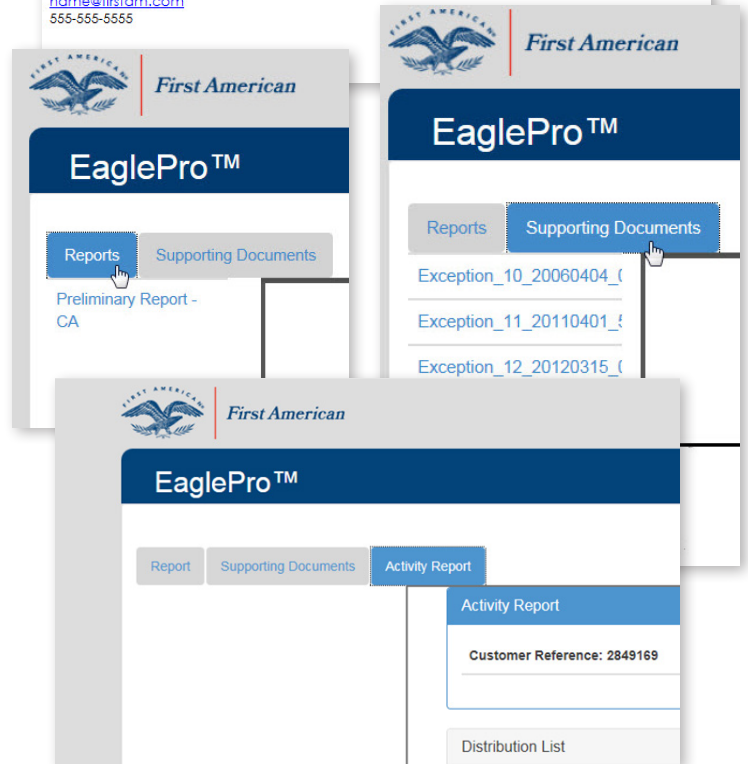 name@firstam.com
555-555-5555
First American
EaglePro™
Reports
Supporting Documents
Preliminary Report -
CA
First American
EaglePro™
Reports
Supporting Documents
Exception_10_20060404_
Exception_11_20110401_
Exception_12_20120315_
First American
EaglePro™
Report
Supporting Documents
Activity Report
Activity Report
Customer Reference: 2849169
Distribution List